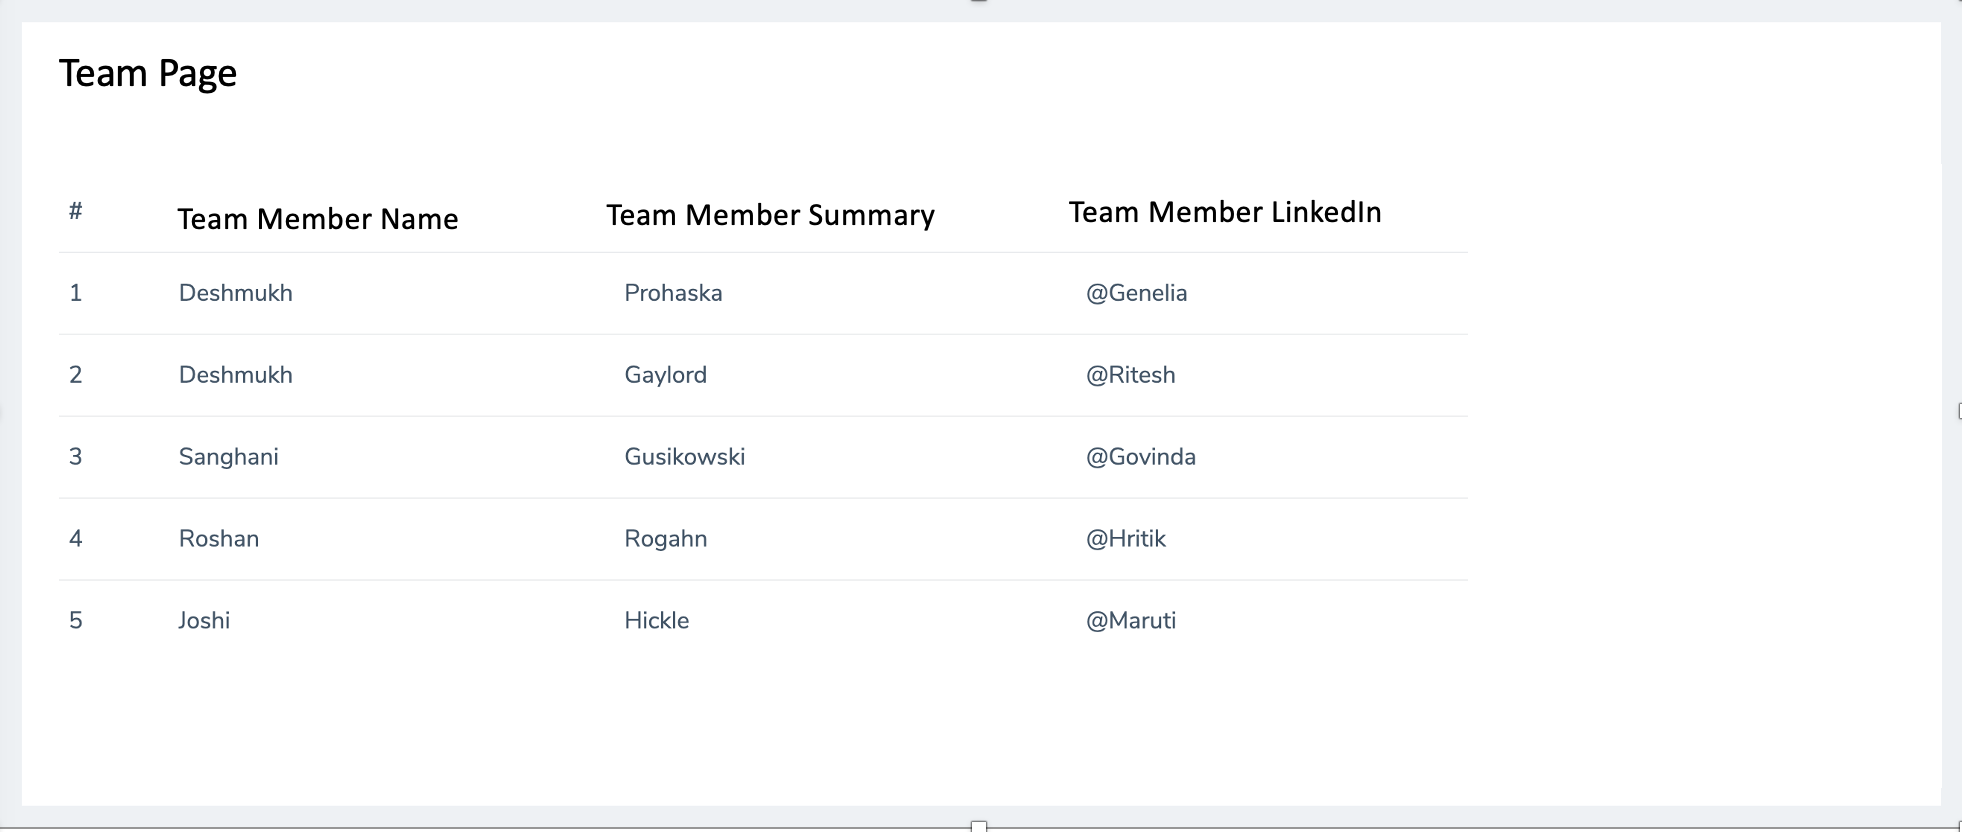 Team Page
# Team Member Name Team Member Summary Team Member LinkedIn
1 Deshmukh Prohaska @Genelia
2 Deshmukh Gaylord @Ritesh
3 Sanghani Gusikowski @Govinda
4 Roshan Rogahn @Hritik
5 Joshi Hickle @Maruti